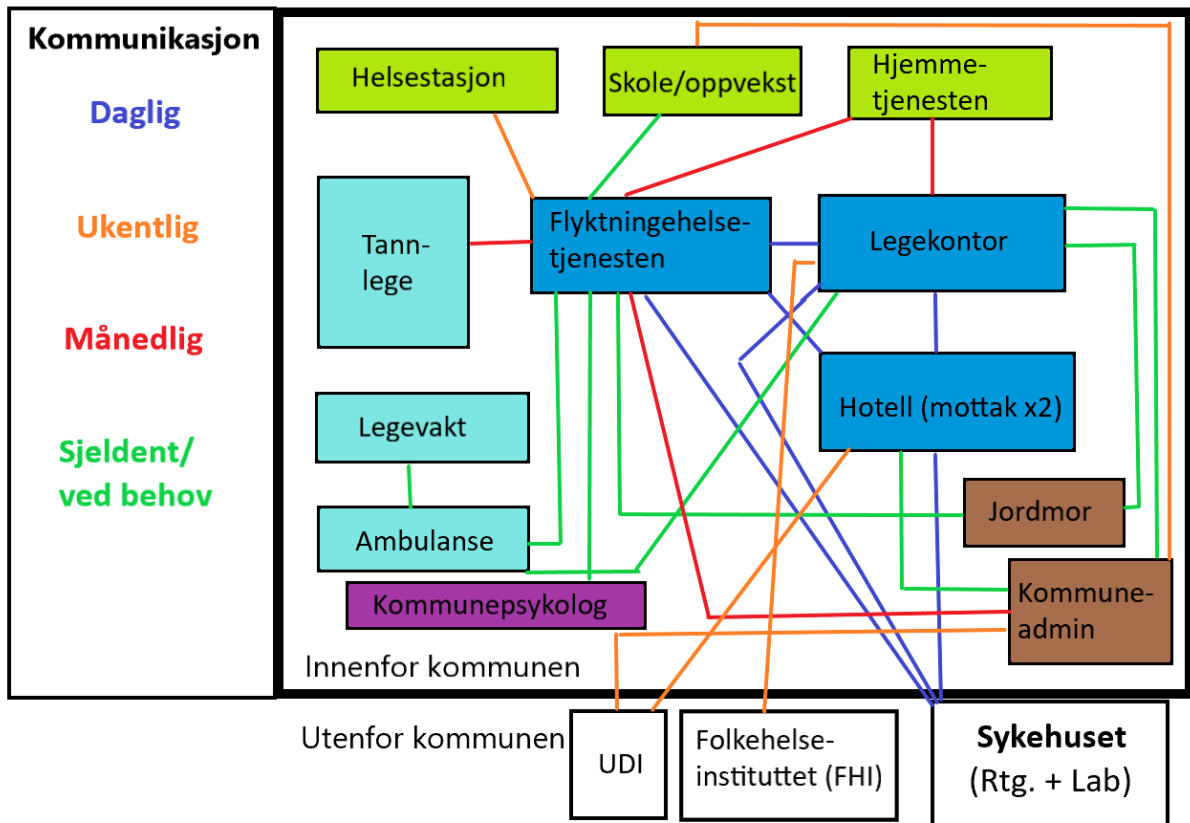 Kommunikasjon
Daglig
Ukentlig
Månedlig
Sjeldent/
ved behov
Helsestasjon
Skole/oppvekst
Hjemme-
tjenesten
Tann-
lege
Flyktningehelse-
tjenesten
Legekontor
Legevakt
Hotell (mottak x2)
Ambulanse
Jordmor
Kommunepsykolog
Kommune-
admin
Innenfor kommunen
Utenfor kommunen
UDI
Folkehelse-
instituttet (FHI)
Sykehuset
(Rtg. + Lab)